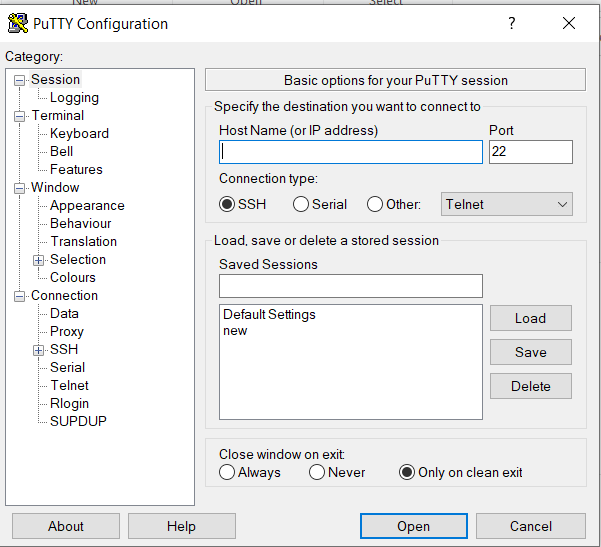 PuTTY Configuration
?
Category:
Session
Logging
Terminal
Keyboard
Bell
Features
Window
Appearance
Behaviour
Translation
Selection
Colours
Connection
Data
Proxy
SSH
Serial
Telnet
Rlogin
SUPDUP
Basic options for your PuTTY session
Specify the destination you want to connect to
Host Name (or IP address) Port
22
Connection type:
SSH Serial Other: Telnet
Load, save or delete a stored session
Saved Sessions
Default Settings
new
Load
Save
Delete
Close window on exit:
Always Never Only on clean exit
About Help Open Cancel